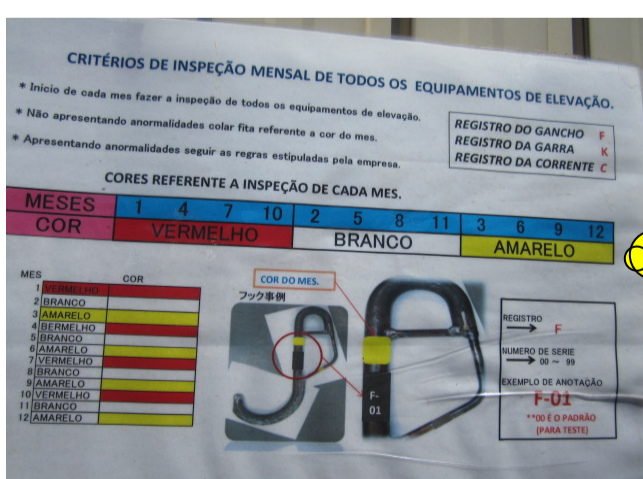 CRITÉRIOS DE INSPEÇÃO MENSAL DE TODOS OS EQUIPAMENTOS DE ELEVAÇÃO.
* Inicio de cada mes fazer a inspeção de todos os equipamentos de elevação.
* Não apresentando anormalidades colar fita referente a cor do mes.
* Apresentando anormalidades seguir as regras estipuladas pela empresa.
REGISTRO DO GANCHO F
REGISTRO DA GARRA K
REGISTRO DA CORRENTE C
CORES REFERENTE A INSPEÇÃO DE CADA MES.
MESES 1 4 7 10 2 5 8 11 3 6 9 12
COR VERMELHO BRANCO AMARELO
MES COR
1 VERMELHO
2 BRANCO
3 AMARELO
4 BERMELHO
5 BRANCO
6 AMARELO
7 VERMELHO
8 BRANCO
9 AMARELO
10 VERMELHO
11 BRANCO
12 AMARELO
COR DO MES.
フック事例
F-
01
REGISTRO
F
NUMERO DE SERIE
00 ~ 99
EXEMPLO DE ANOTAÇÃO
F-01
**00 É O PADRÃO
(PARA TESTE)